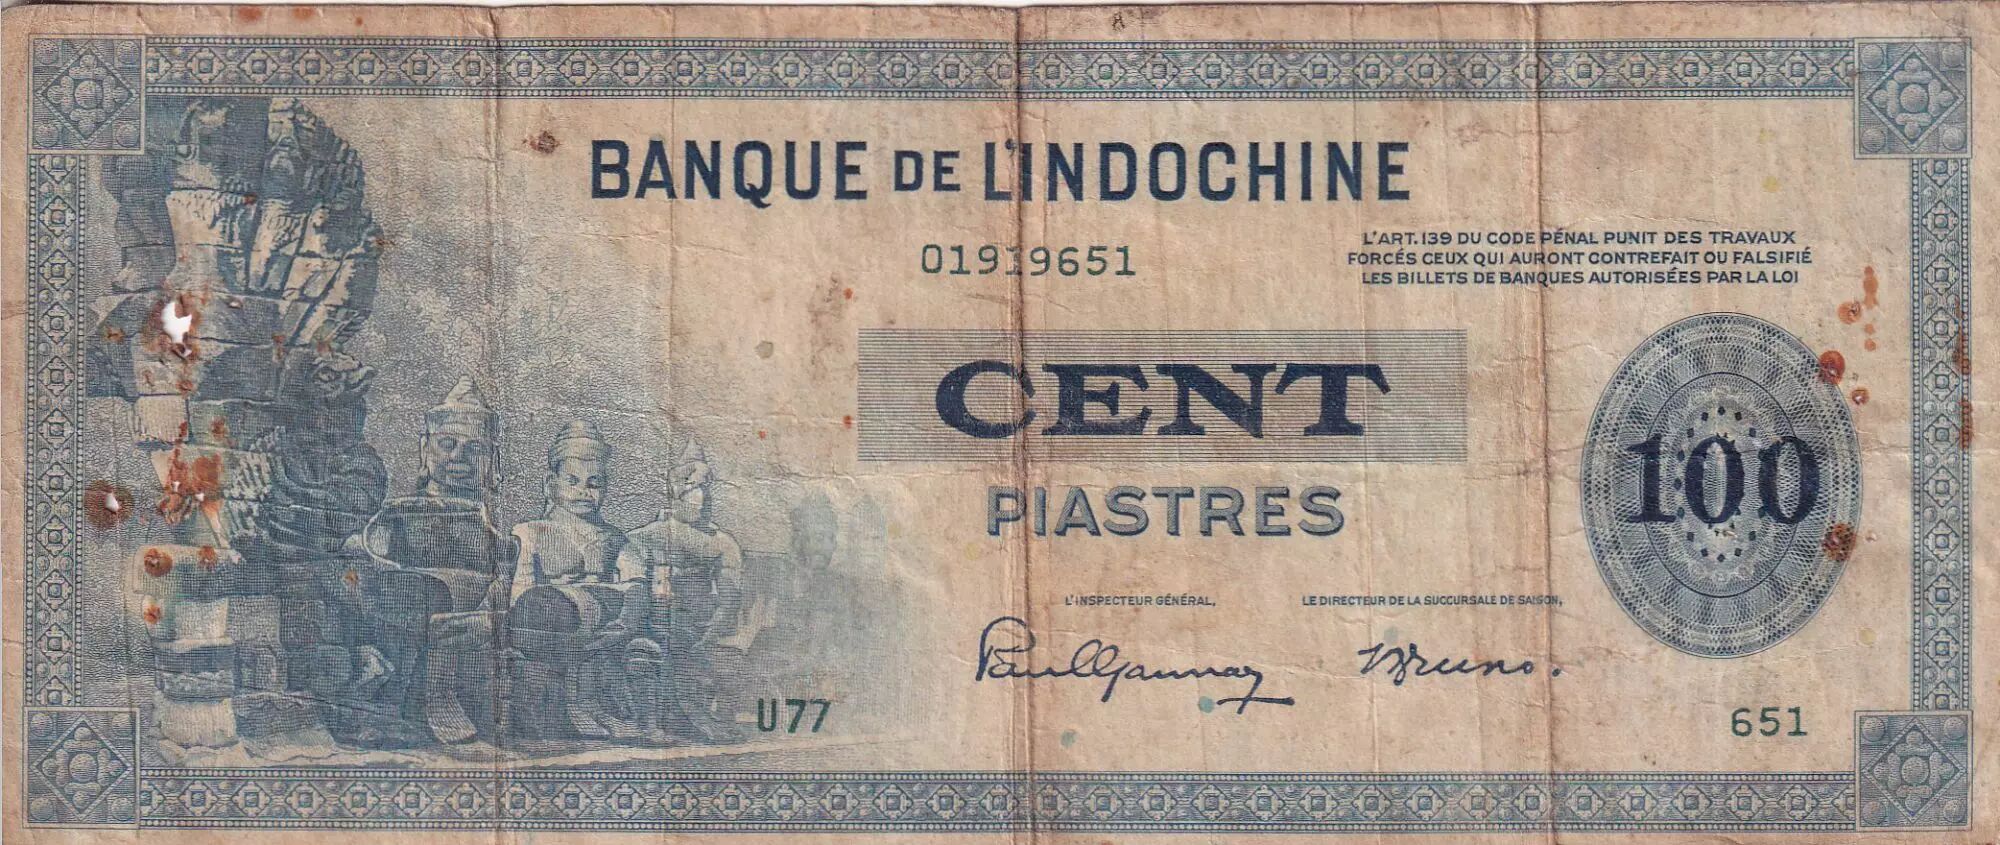 BANQUE DE L'INDOCHINE
01919651
L'ART. 139 DU CODE PÉNAL PUNIT DES TRAVAUX
FORCÉS CEUX QUI AURONT CONTREFAIT OU FALSIFIÉ
LES BILLETS DE BANQUES AUTORISÉES PAR LA LOI
CENT
PIASTRES
100
L'INSPECTEUR GÉNÉRAL,
LE DIRECTEUR DE LA SUCCURSALE DE SAIGON,
Bruno.
U77
651